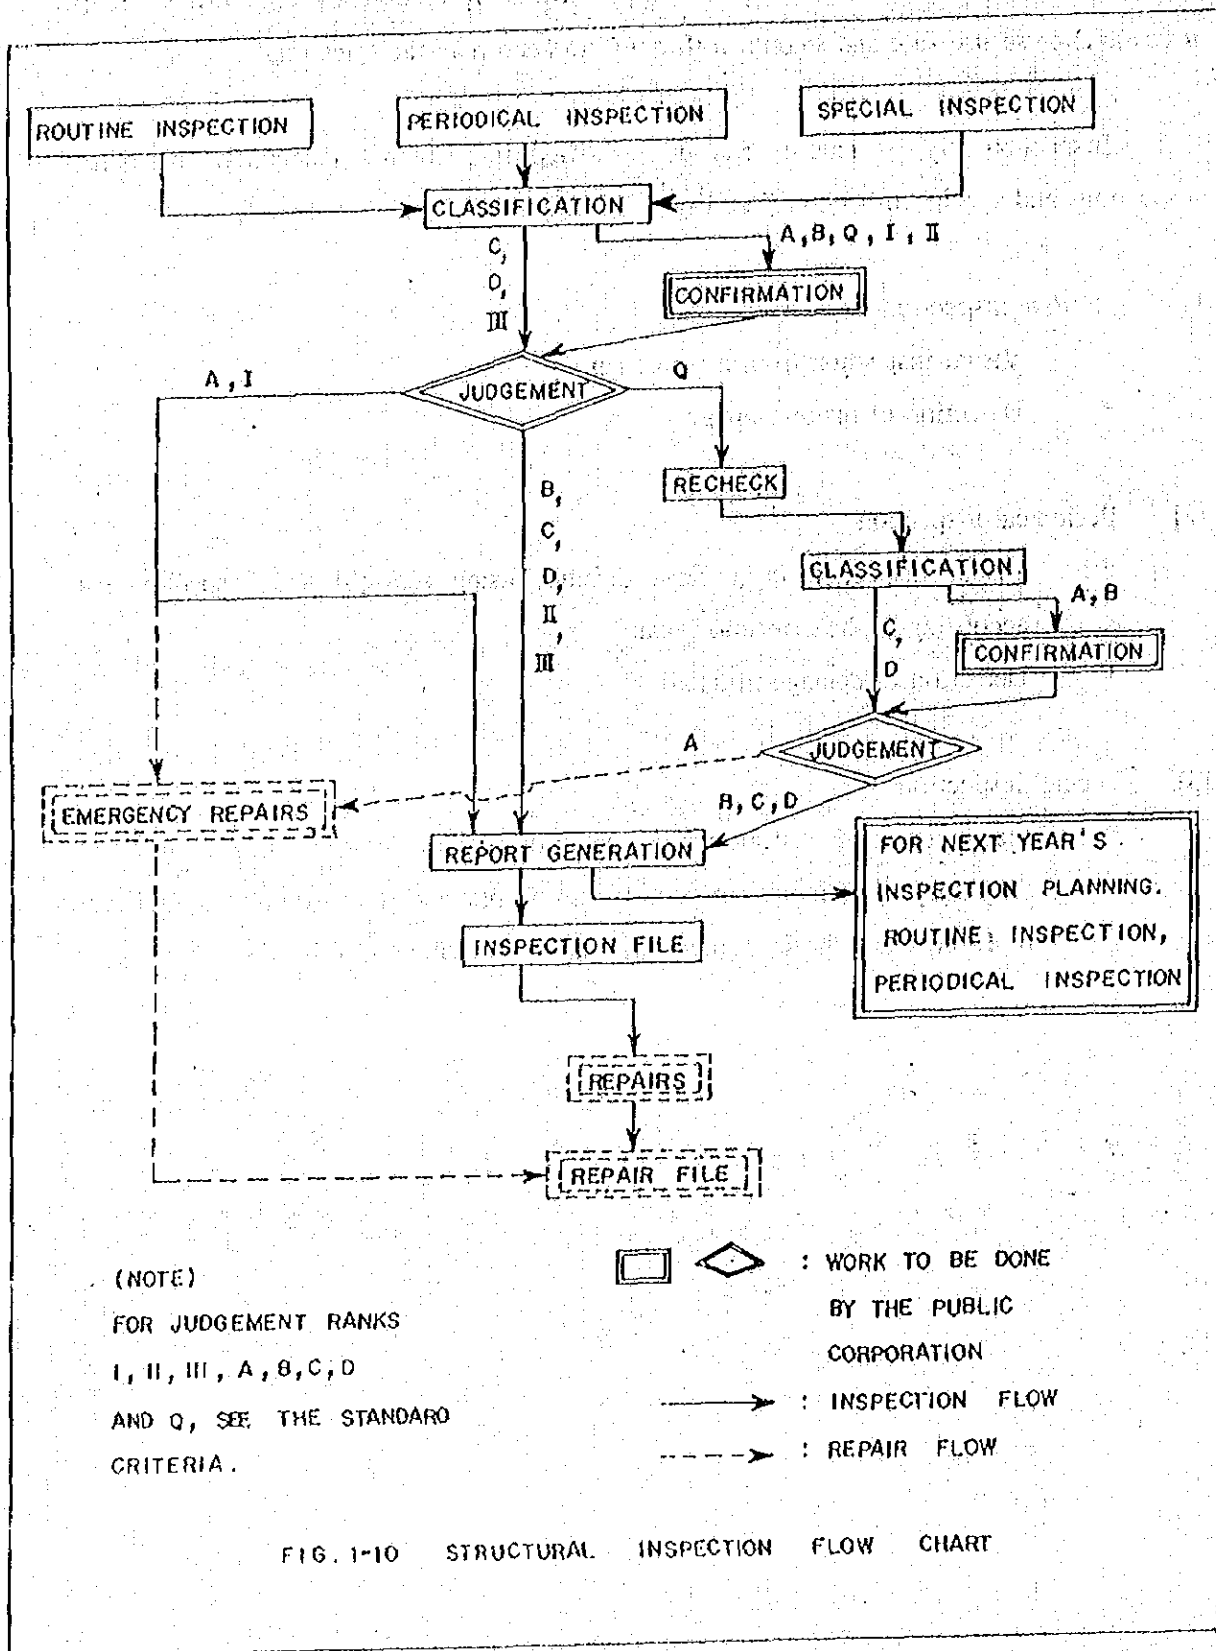 ROUTINE INSPECTION
PERIODICAL INSPECTION
SPECIAL INSPECTION
CLASSIFICATION
A, B, Q, I, II
C,
D,
III
CONFIRMATION
A, I
JUDGEMENT
Q
RECHECK
B,
C,
D,
II
,
III
CLASSIFICATION.
A, B
C,
D
CONFIRMATION
A
JUDGEMENT
EMERGENCY REPAIRS
B, C, D
REPORT GENERATION
FOR NEXT YEAR'S
INSPECTION PLANNING.
ROUTINE INSPECTION,
PERIODICAL INSPECTION
INSPECTION FILE
REPAIRS
REPAIR FILE
(NOTE)
FOR JUDGEMENT RANKS
I, II, III, A, B, C, D
AND Q, SEE THE STANDARD
CRITERIA.
: WORK TO BE DONE
BY THE PUBLIC
CORPORATION
: INSPECTION FLOW
: REPAIR FLOW
FIG. 1-10 STRUCTURAL INSPECTION FLOW CHART